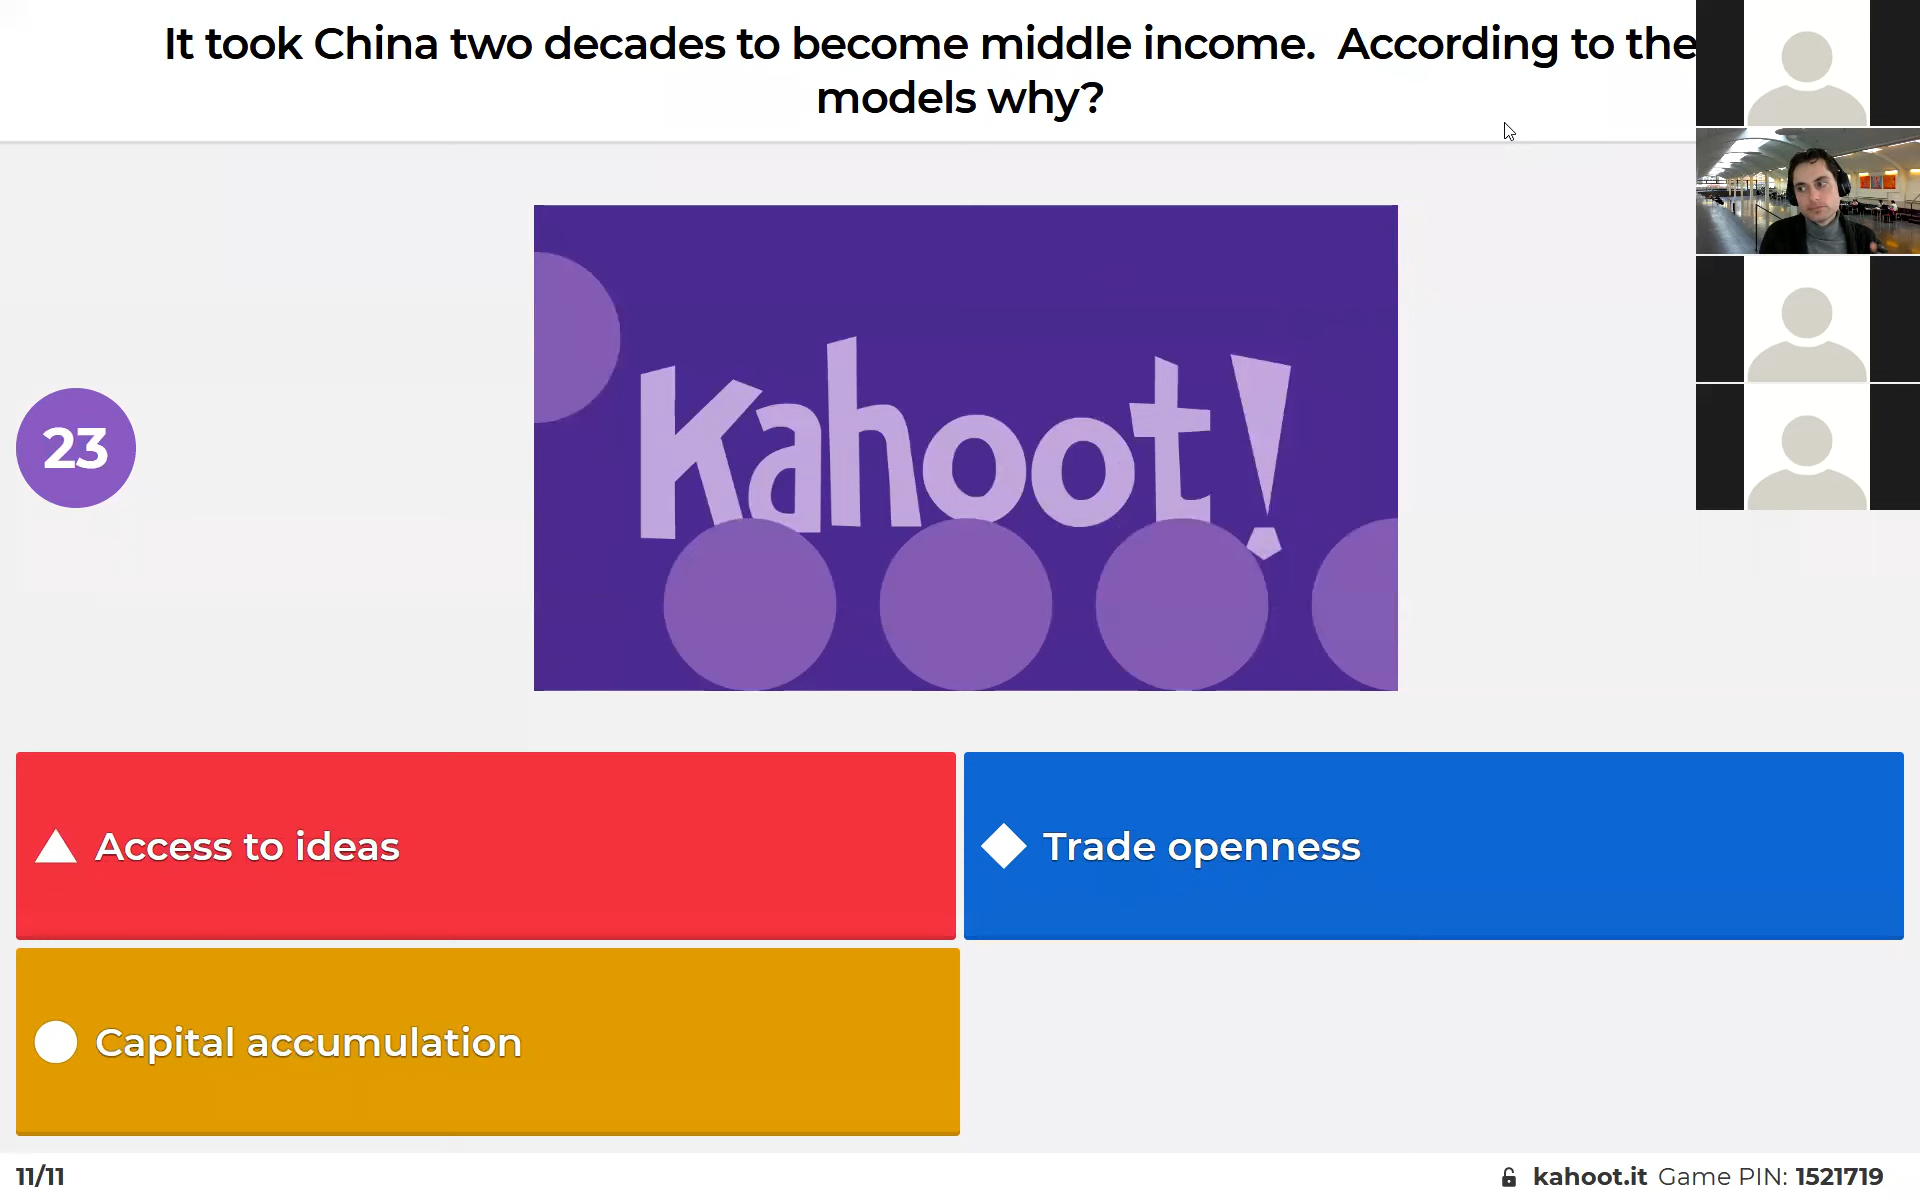 It took China two decades to become middle income.  According to the
models why?
23
Kahoot!
Access to ideas
Trade openness
Capital accumulation
11/11
kahoot.it Game PIN: 1521719